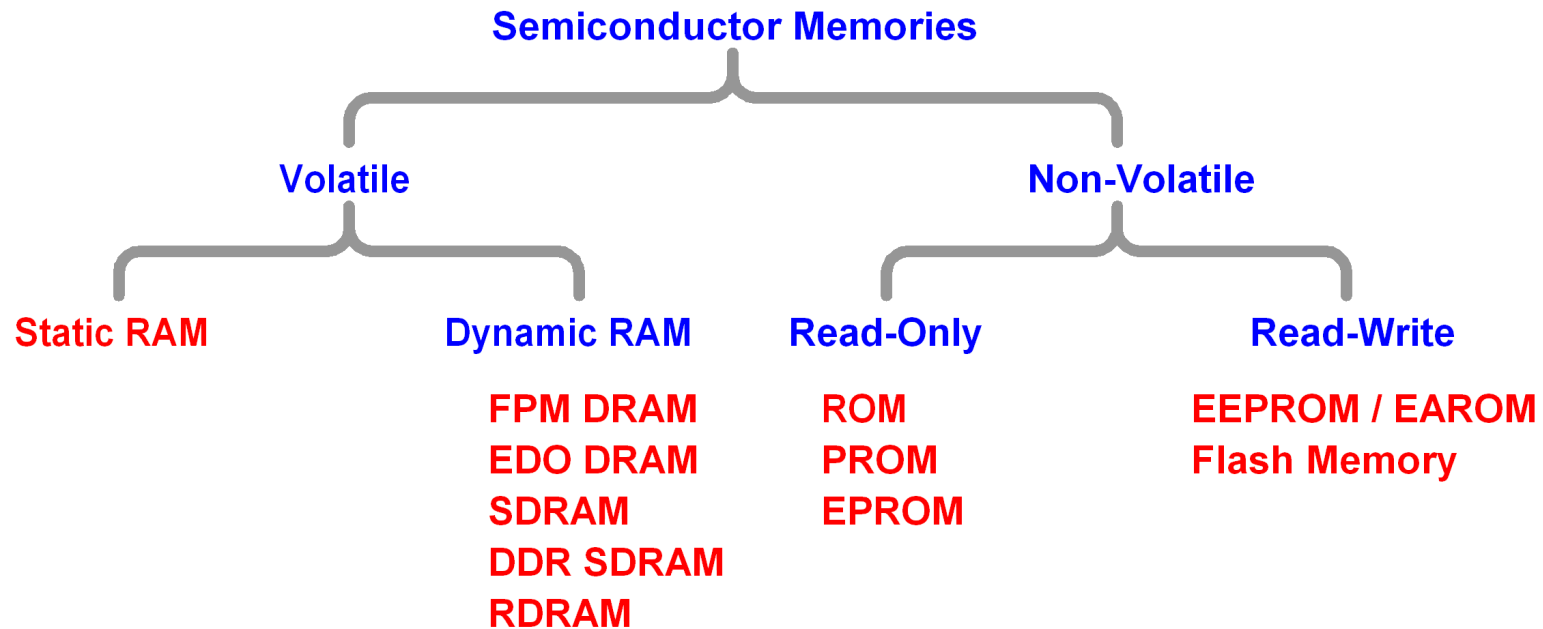 Semiconductor Memories
Volatile
Non-Volatile
Static RAM
Dynamic RAM
Read-Only
Read-Write
FPM DRAM
EDO DRAM
SDRAM
DDR SDRAM
RDRAM
ROM
PROM
EPROM
EEPROM / EAROM
Flash Memory